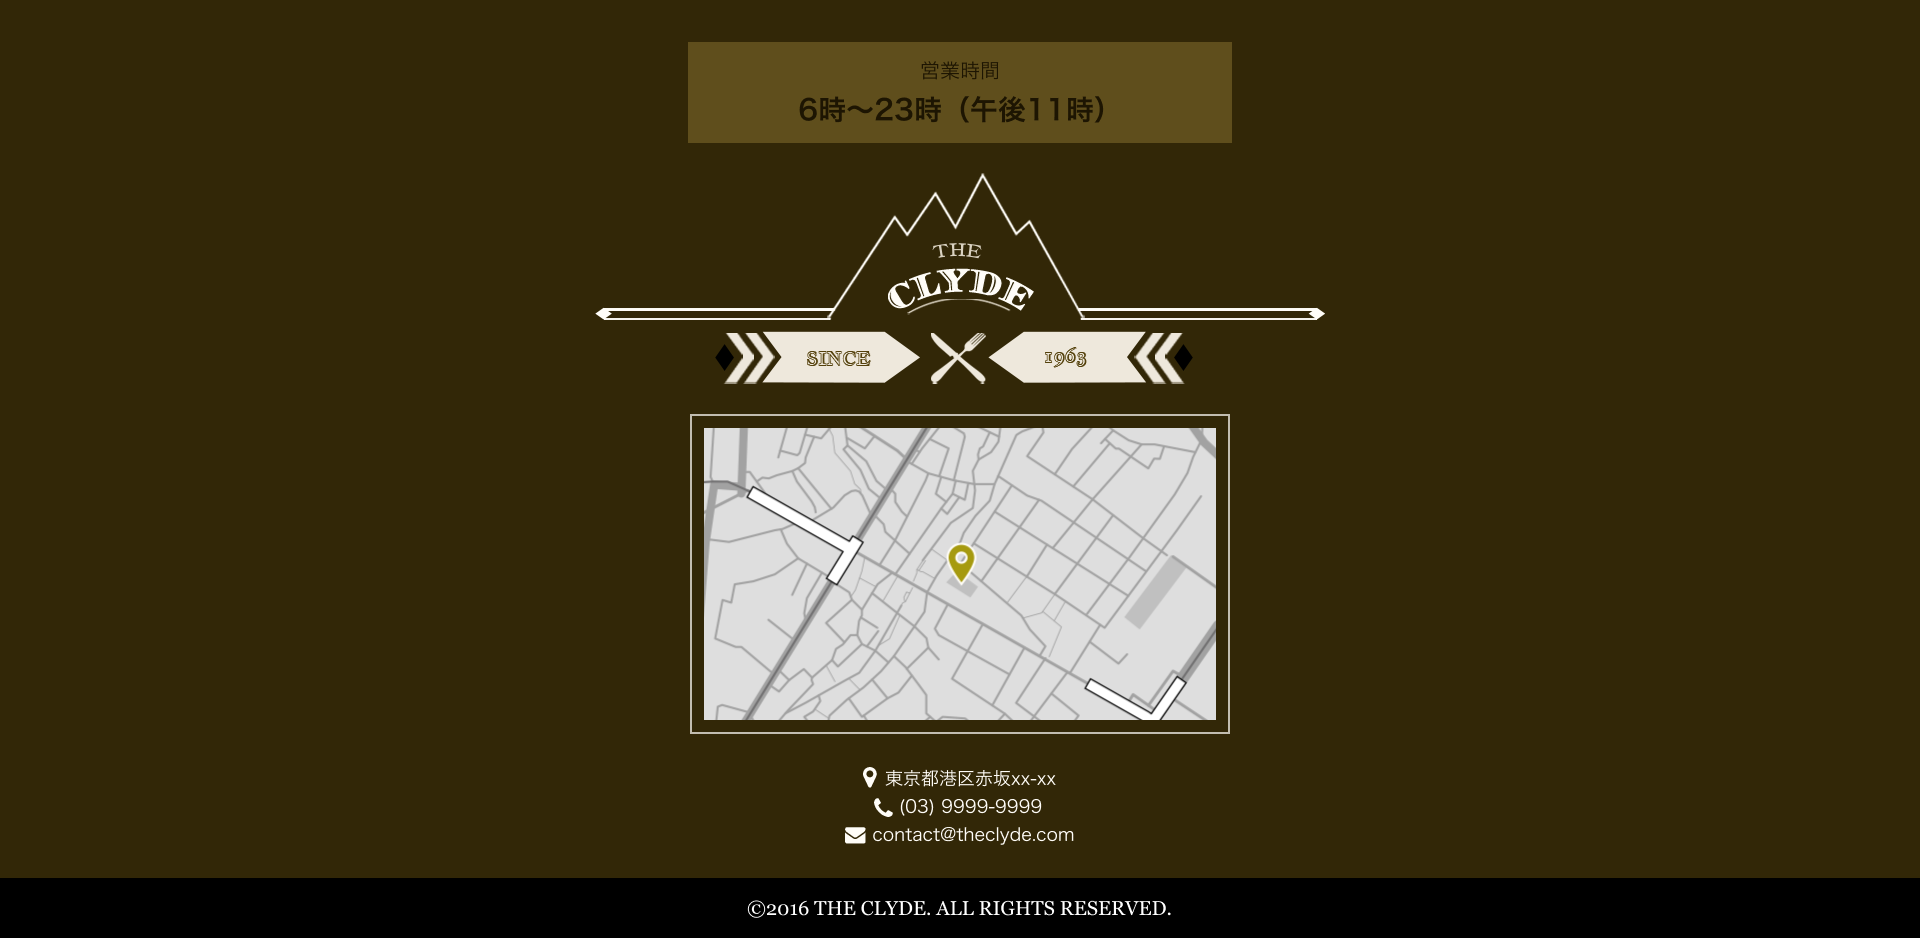 営業時間
6時〜23時（午後11時）
THE
CLYDE
SINCE
1963
東京都港区赤坂xx-xx
(03) 9999-9999
contact@theclyde.com
©2016 THE CLYDE. ALL RIGHTS RESERVED.